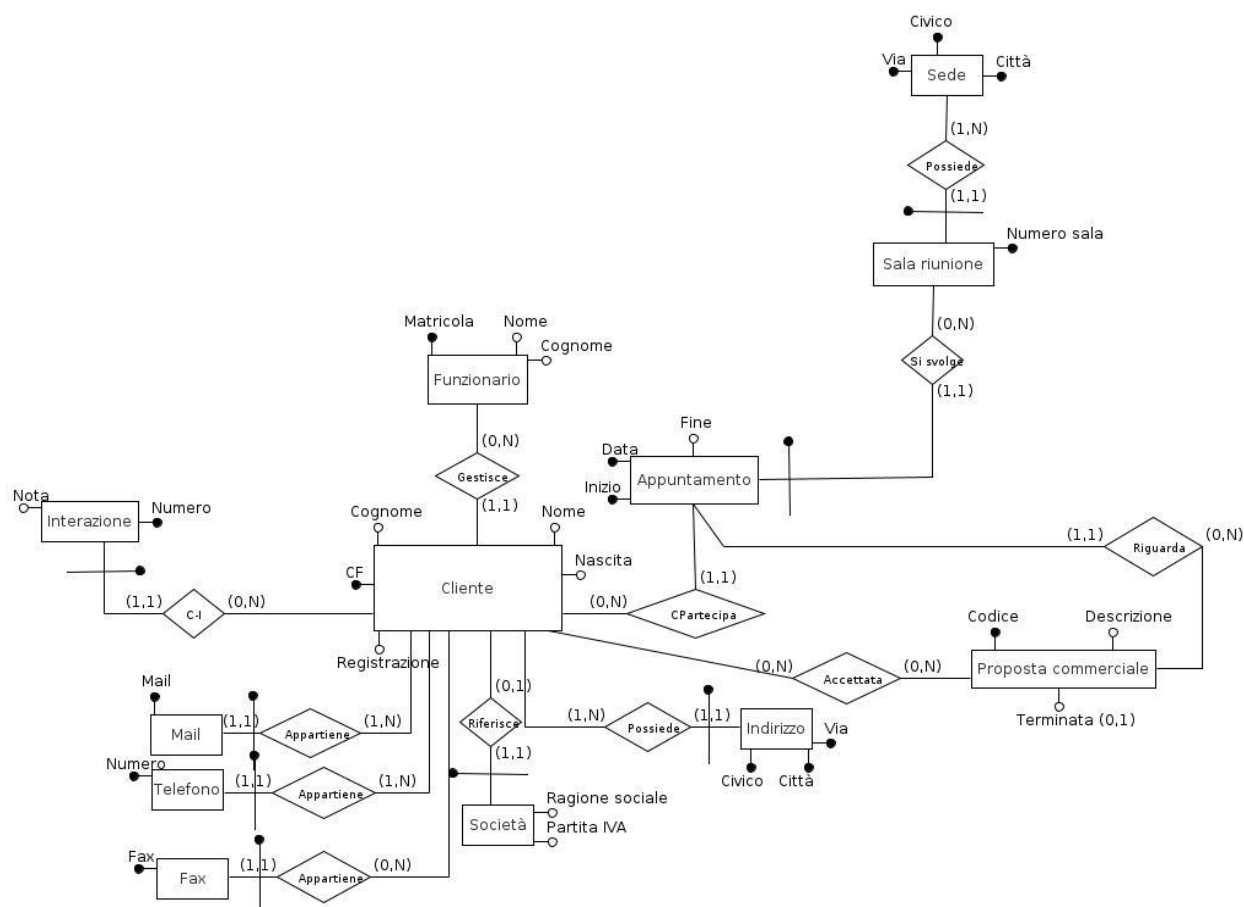 Civico
Via
Sede
Città
(1,N)
Possiede
(1,1)
Numero sala
Sala riunione
(0,N)
Si svolge
(1,1)
Matricola
Nome
Cognome
Funzionario
(0,N)
Gestisce
(1,1)
Fine
Data
Appuntamento
Inizio
Nota
Numero
Interazione
Cognome
Nome
Nascita
CF
Cliente
Registrazione
(1,1)
C-I
(0,N)
(1,1)
(0,N)
CPartecipa
(1,1)
Riguarda
(0,N)
Codice
Descrizione
Proposta commerciale
Terminata (0,1)
(0,N)
Accettata
(0,N)
Mail
Mail
(1,1)
Appartiene
(1,N)
Numero
Telefono
(1,1)
Appartiene
(1,N)
Fax
Fax
(1,1)
Appartiene
(0,N)
(0,1)
Riferisce
(1,1)
Ragione sociale
Partita IVA
Società
(1,N)
Possiede
(1,1)
Indirizzo
Via
Civico
Città